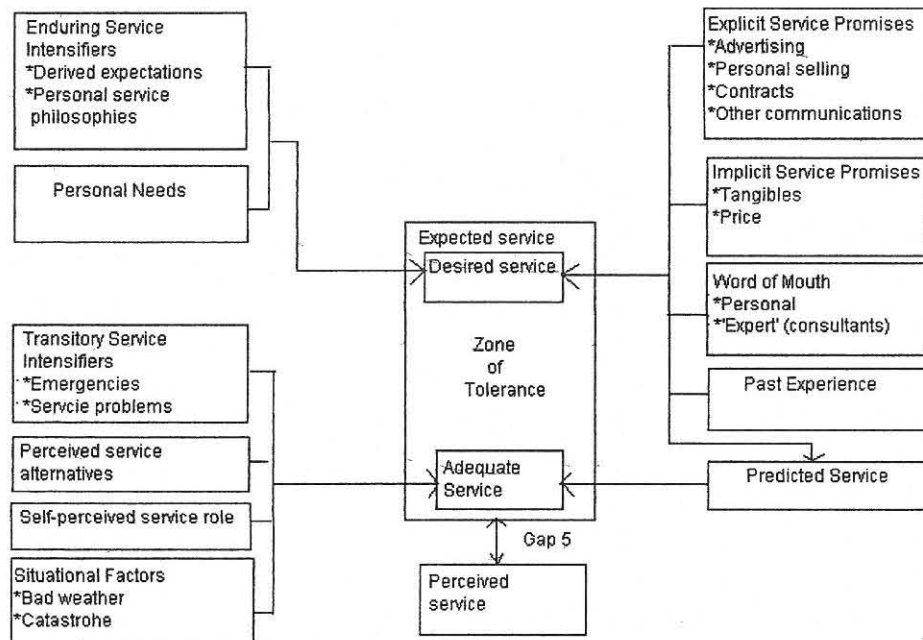 Enduring Service
Intensifiers
*Derived expectations
*Personal service
philosophies
Personal Needs
Transitory Service
Intensifiers
*Emergencies
*Servcie problems
Perceived service
alternatives
Self-perceived service role
Situational Factors
*Bad weather
*Catastrohe
Expected service
Desired service
Zone
of
Tolerance
Adequate
Service
Gap 5
Perceived
service
Explicit Service Promises
*Advertising
*Personal selling
*Contracts
*Other communications
Implicit Service Promises
*Tangibles
*Price
Word of Mouth
*Personal
*'Expert' (consultants)
Past Experience
Predicted Service